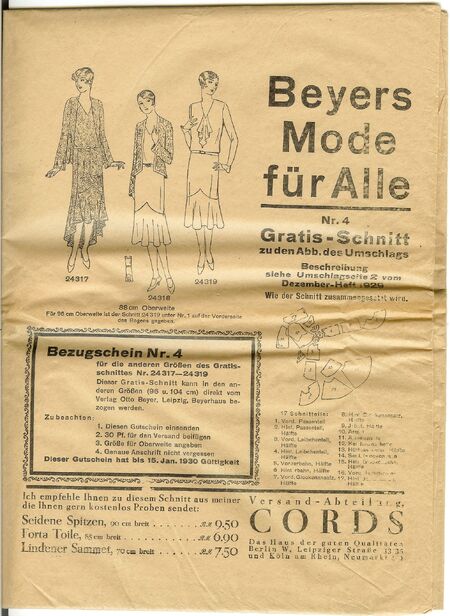 Beyers
Mode
für Alle
Nr. 4
Gratis-Schnitt
zu den Abb. des Umschlags
Beschreibung
siehe Umschlagseite 2 vom
Dezember-Heft 1929
Wie der Schnitt zusammengesetzt wird.
24317
24318
24319
88 cm Oberweite
Für 96 cm Oberweite ist der Schnitt 24319 unter Nr. 1 auf der Vorderseite
des Bogens gegeben.
Bezugschein Nr. 4
für die anderen Größen des Gratis-
schnittes Nr. 24317—24319
Dieser Gratis-Schnitt kann in den an-
deren Größen (96 u. 104 cm) direkt vom
Verlag Otto Beyer, Leipzig, Beyerhaus be-
zogen werden.
Zu beachten:
1. Diesen Gutschein einsenden
2. 30 Pf. für den Versand beifügen
3. Größe für Oberweite angeben
4. Genaue Anschrift nicht vergessen
Dieser Gutschein hat bis 15. Jan. 1930 Gültigkeit
17 Schnitteile:
1. Vord. Passenteil
2. Hint. Passenteil,
Hälfte
3. Vord. Leibchenteil,
Hälfte
4. Hint. Leibchenteil,
Hälfte
5. Vorderbahn, Hälfte
6. Hint. Bahn, Hälfte
7. Vord. Glockenansatz,
Hälfte
Hälfte
Ich empfehle Ihnen zu diesem Schnitt aus meiner
die Ihnen gern kostenlos Proben sendet:
Seidene Spitzen, 90 cm breit . . . . RM 9,50
Torta Toile, 85 cm breit . . . . . . . . . RM 6,90
Lindener Sammet, 70 cm breit . . . RM 7,50
Versand-Abteilung,
CORDS
Das Haus der guten Qualitäten
Berlin W, Leipziger Straße 33-35
und Köln am Rhein, Neumarkt